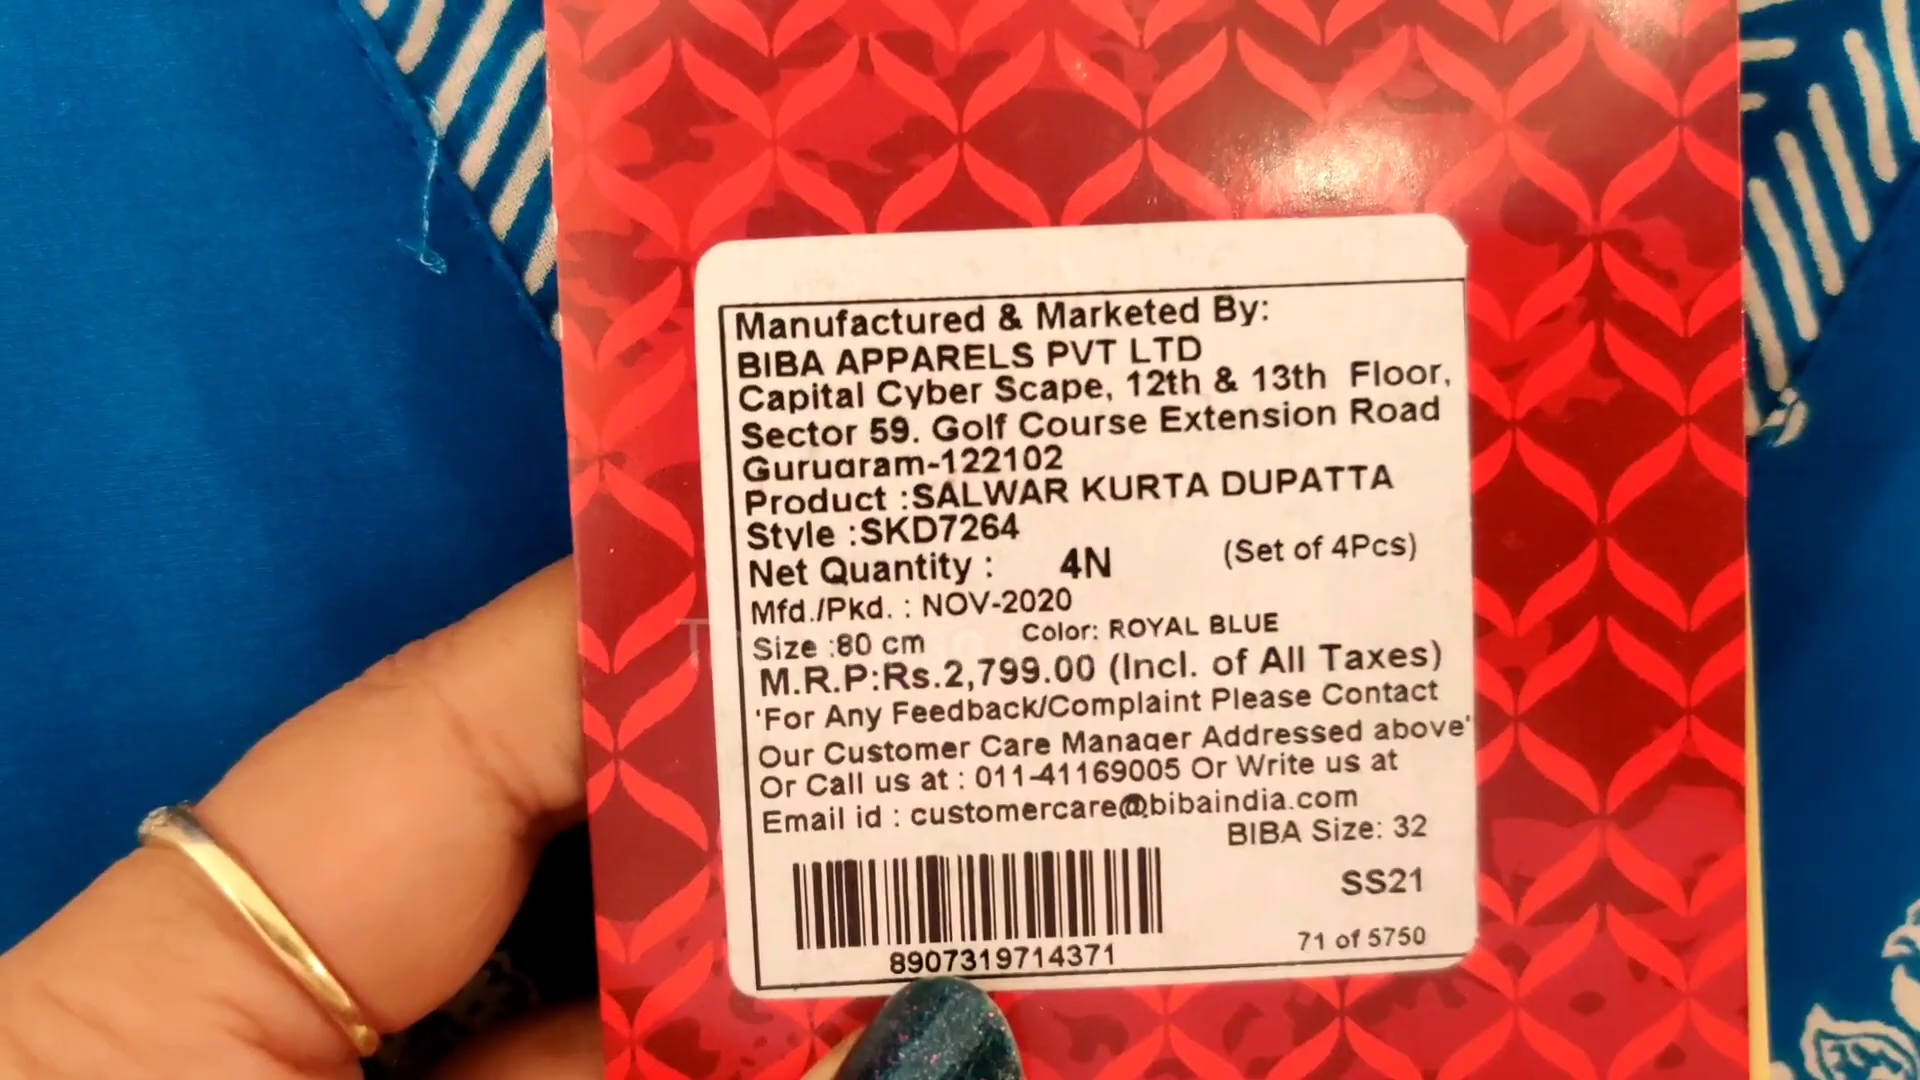 Manufactured & Marketed By:
BIBA APPARELS PVT LTD
Capital Cyber Scape, 12th & 13th Floor,
Sector 59. Golf Course Extension Road
Gurugram-122102
Product :SALWAR KURTA DUPATTA
Style :SKD7264
Net Quantity : 4N (Set of 4Pcs)
Mfd./Pkd. : NOV-2020
Size :80 cm Color: ROYAL BLUE
M.R.P:Rs.2,799.00 (Incl. of All Taxes)
'For Any Feedback/Complaint Please Contact
Our Customer Care Manager Addressed above'
Or Call us at : 011-41169005 Or Write us at
Email id : customercare@bibaindia.com
BIBA Size: 32
SS21
71 of 5750
8907319714371